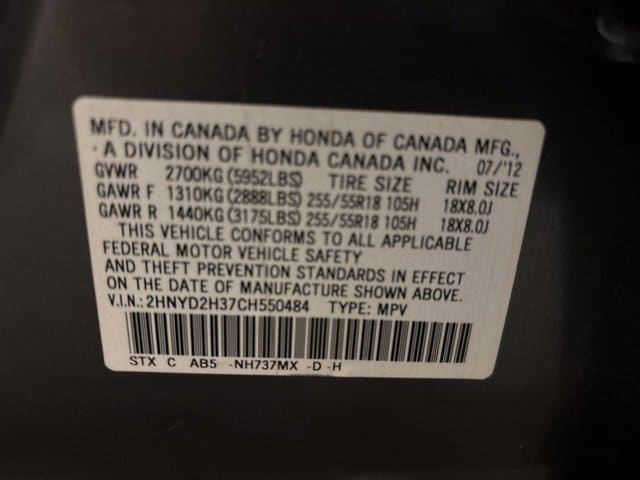 MFD. IN CANADA BY HONDA OF CANADA MFG.,
A DIVISION OF HONDA CANADA INC. 07/'12
GVWR 2700KG(5952LBS) TIRE SIZE RIM SIZE
GAWR F 1310KG(2888LBS) 255/55R18 105H 18X8.0J
GAWR R 1440KG(3175LBS) 255/55R18 105H 18X8.0J
THIS VEHICLE CONFORMS TO ALL APPLICABLE
FEDERAL MOTOR VEHICLE SAFETY
AND THEFT PREVENTION STANDARDS IN EFFECT
ON THE DATE OF MANUFACTURE SHOWN ABOVE.
V.I.N.: 2HNYD2H37CH550484 TYPE: MPV
STX C AB5 -NH737MX -D -H